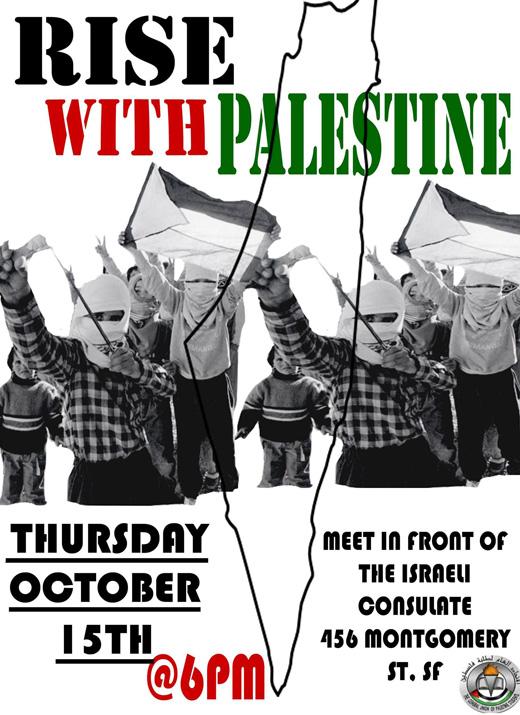 RISE
WITH PALESTINE
THURSDAY
OCTOBER
15TH
@6PM
MEET IN FRONT OF
THE ISRAELI
CONSULATE
456 MONTGOMERY
ST, SF